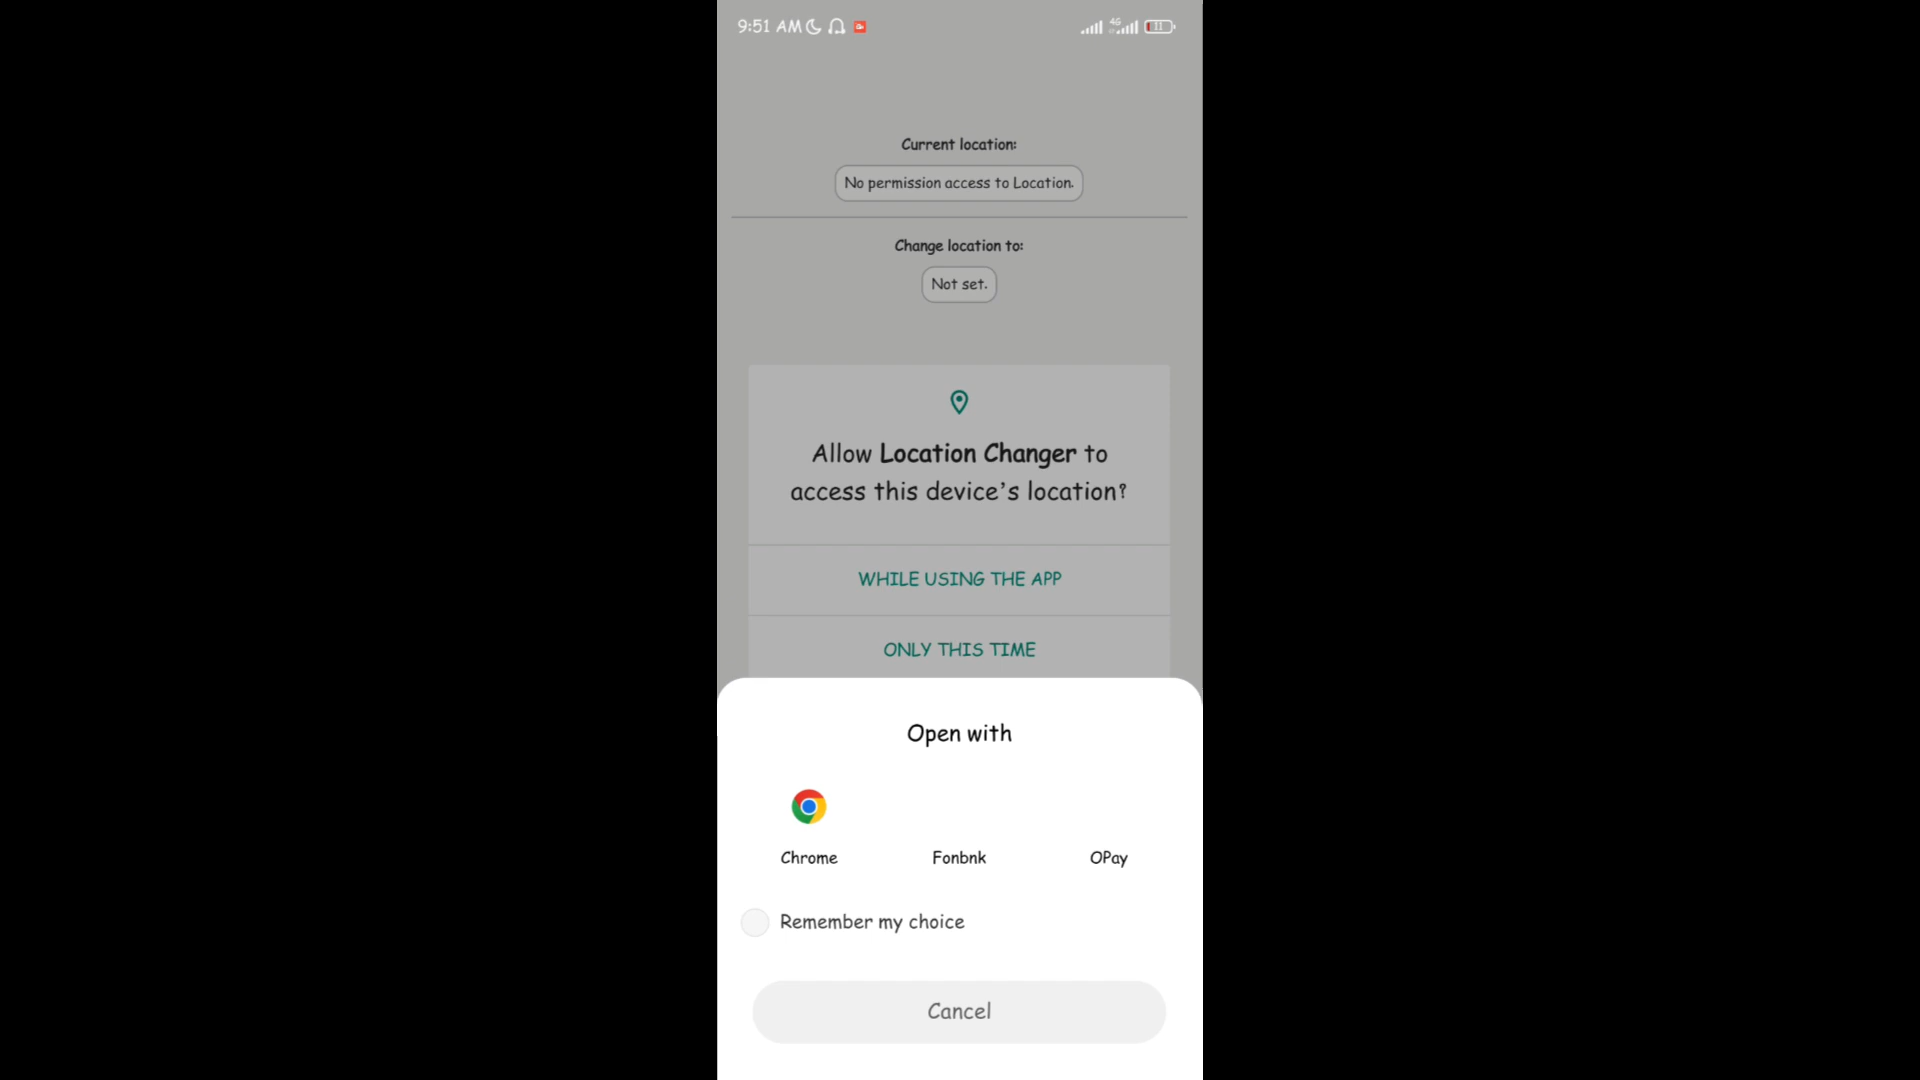 9:51 AM
4G
11
Current location:
No permission access to Location.
Change location to:
Not set.
Allow Location Changer to
access this device's location?
WHILE USING THE APP
ONLY THIS TIME
Open with
Chrome
Fonbnk
OPay
Remember my choice
Cancel